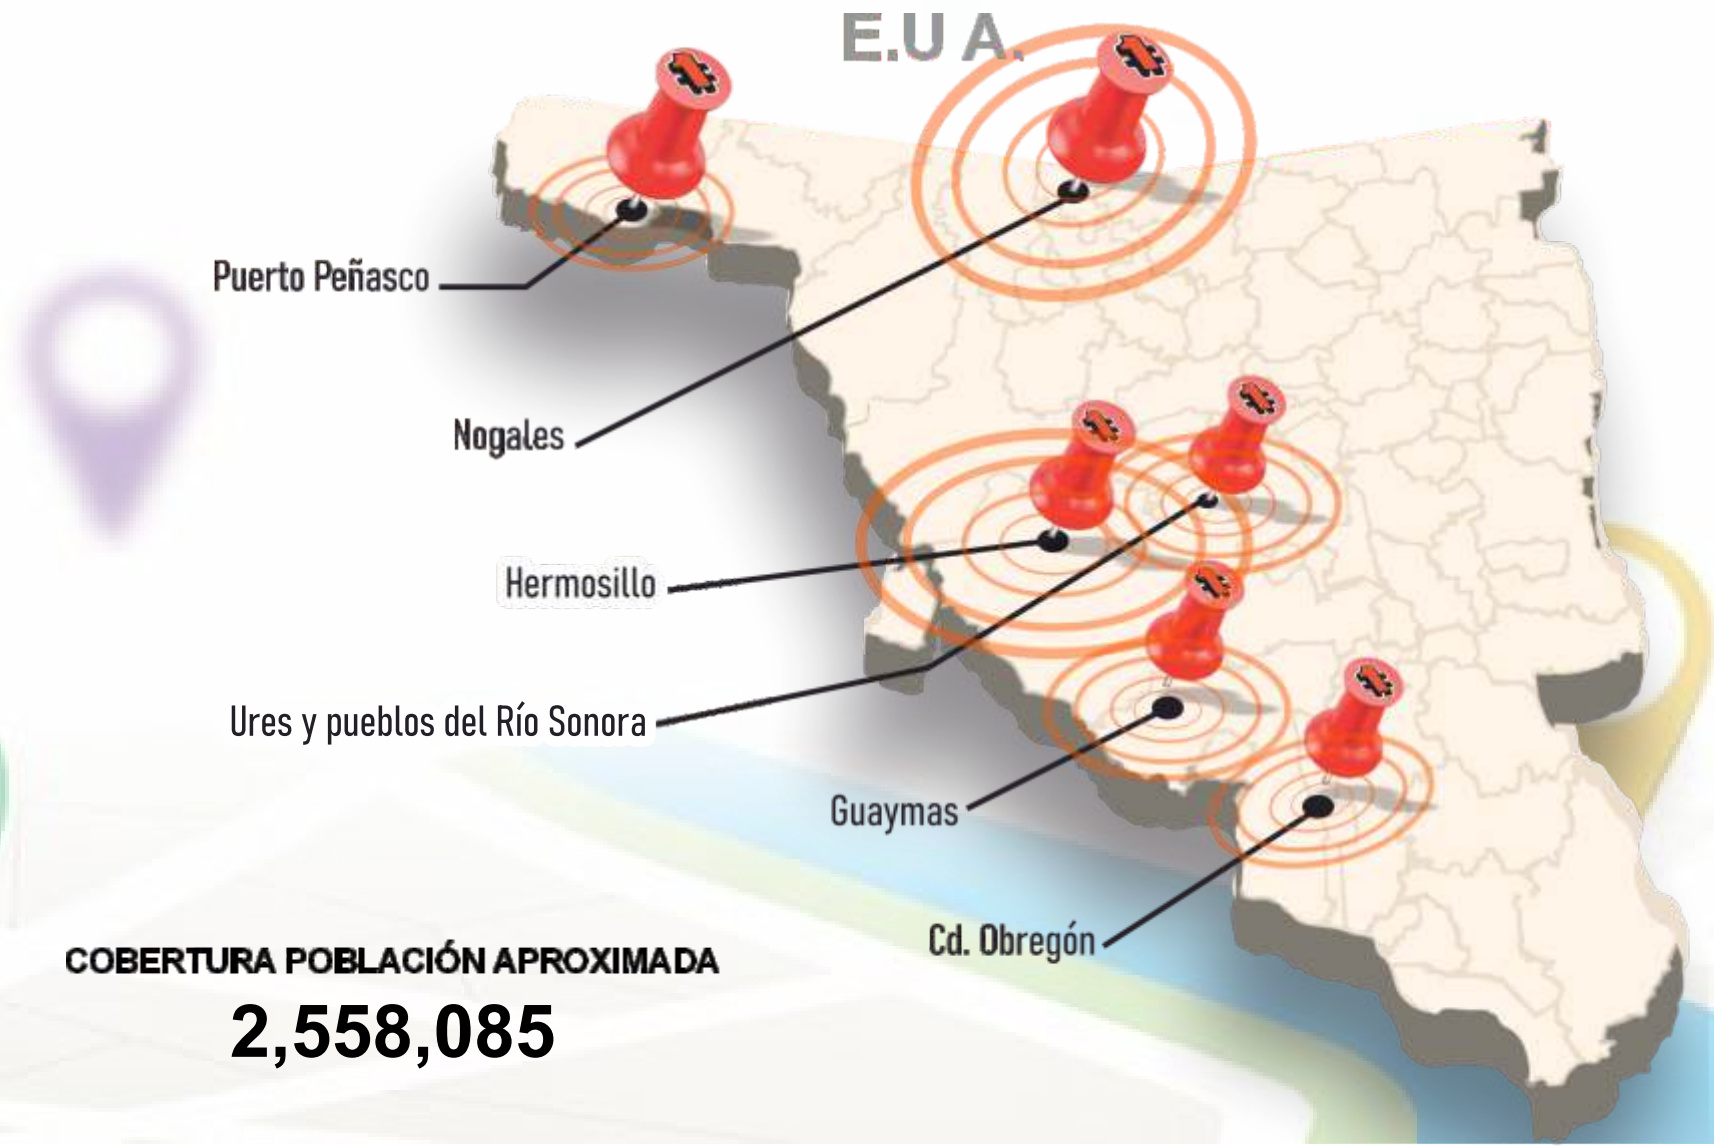 E.U A.
Puerto Peñasco
Nogales
Hermosillo
Ures y pueblos del Río Sonora
Guaymas
Cd. Obregón
COBERTURA POBLACIÓN APROXIMADA
2,558,085